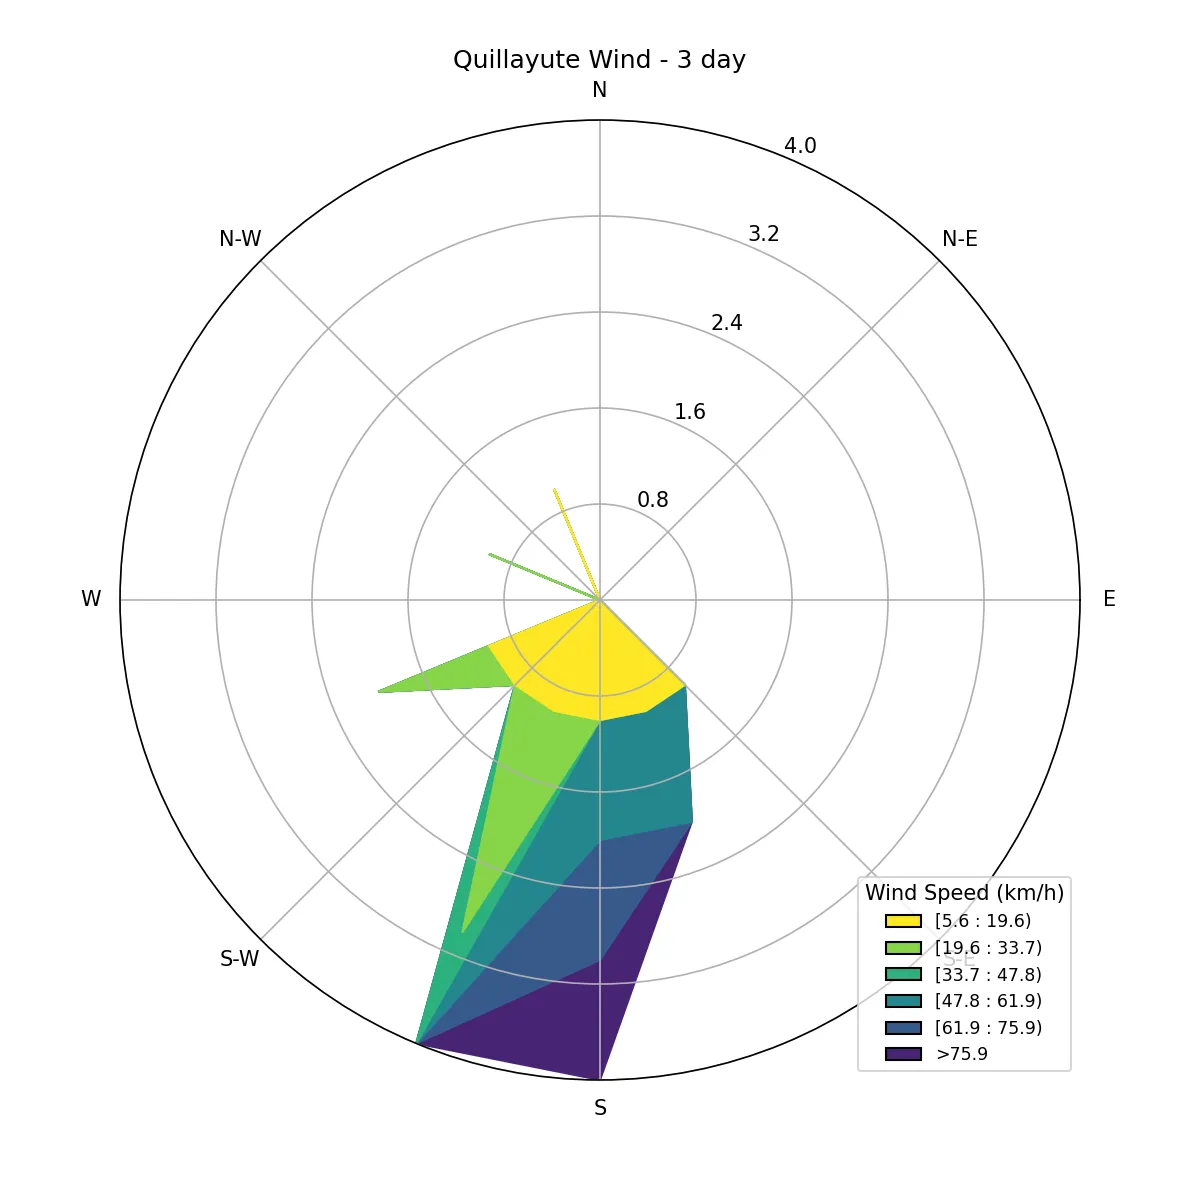 Quillayute Wind - 3 day
N
4.0
N-W
3.2
N-E
2.4
1.6
0.8
W
E
S-W
S-E
S
Wind Speed (km/h)
[5.6 : 19.6)
[19.6 : 33.7)
[33.7 : 47.8)
[47.8 : 61.9)
[61.9 : 75.9)
>75.9